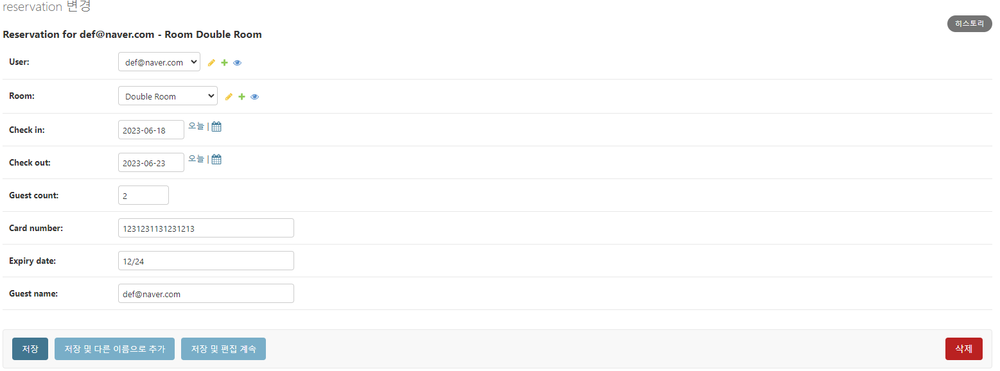 reservation 변경
히스토리
Reservation for def@naver.com - Room Double Room
User: def@naver.com
Room: Double Room
Check in: 2023-06-18 오늘 |
Check out: 2023-06-23 오늘 |
Guest count: 2
Card number: 1231231131231213
Expiry date: 12/24
Guest name: def@naver.com
저장 저장 및 다른 이름으로 추가 저장 및 편집 계속 삭제